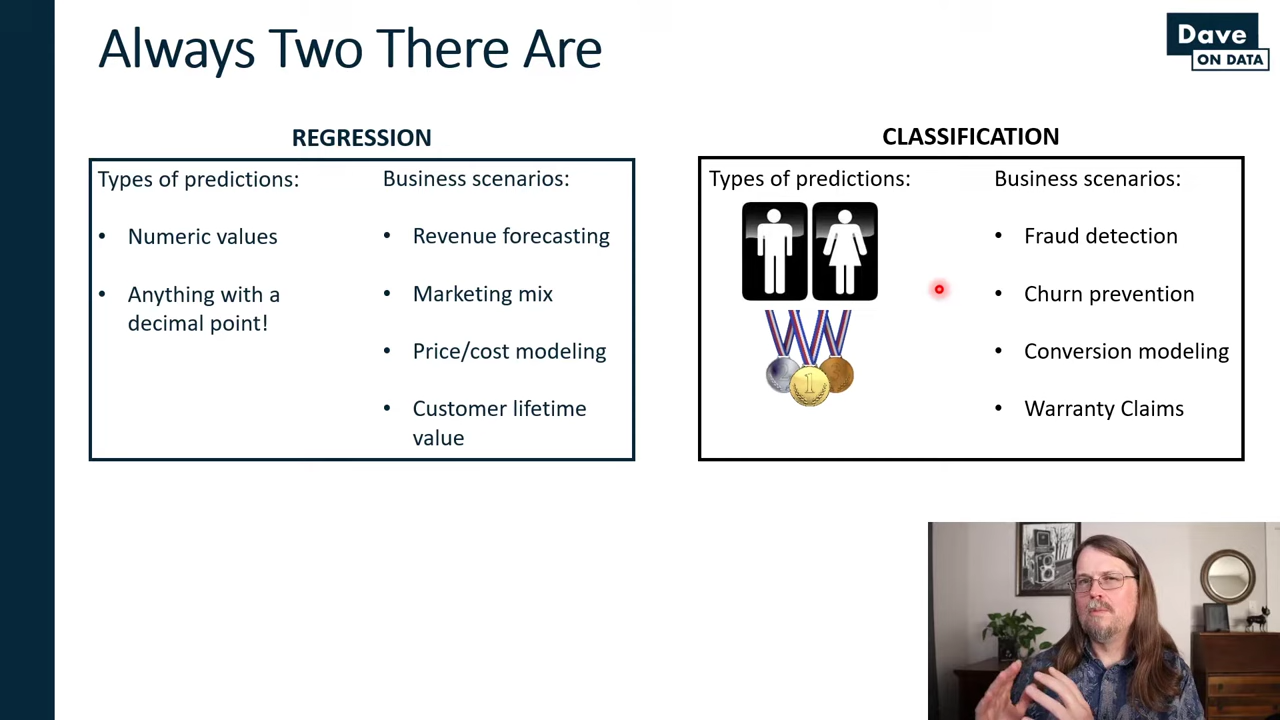 Always Two There Are
Dave
ON DATA
REGRESSION
Types of predictions:
• Numeric values
• Anything with a
decimal point!
Business scenarios:
• Revenue forecasting
• Marketing mix
• Price/cost modeling
• Customer lifetime
value
CLASSIFICATION
Types of predictions:
1
Business scenarios:
• Fraud detection
• Churn prevention
• Conversion modeling
• Warranty Claims